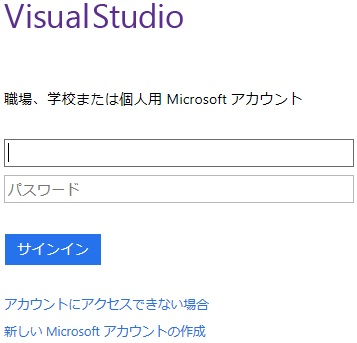 Visual Studio
職場、学校または個人用 Microsoft アカウント
パスワード
サインイン
アカウントにアクセスできない場合
新しい Microsoft アカウントの作成